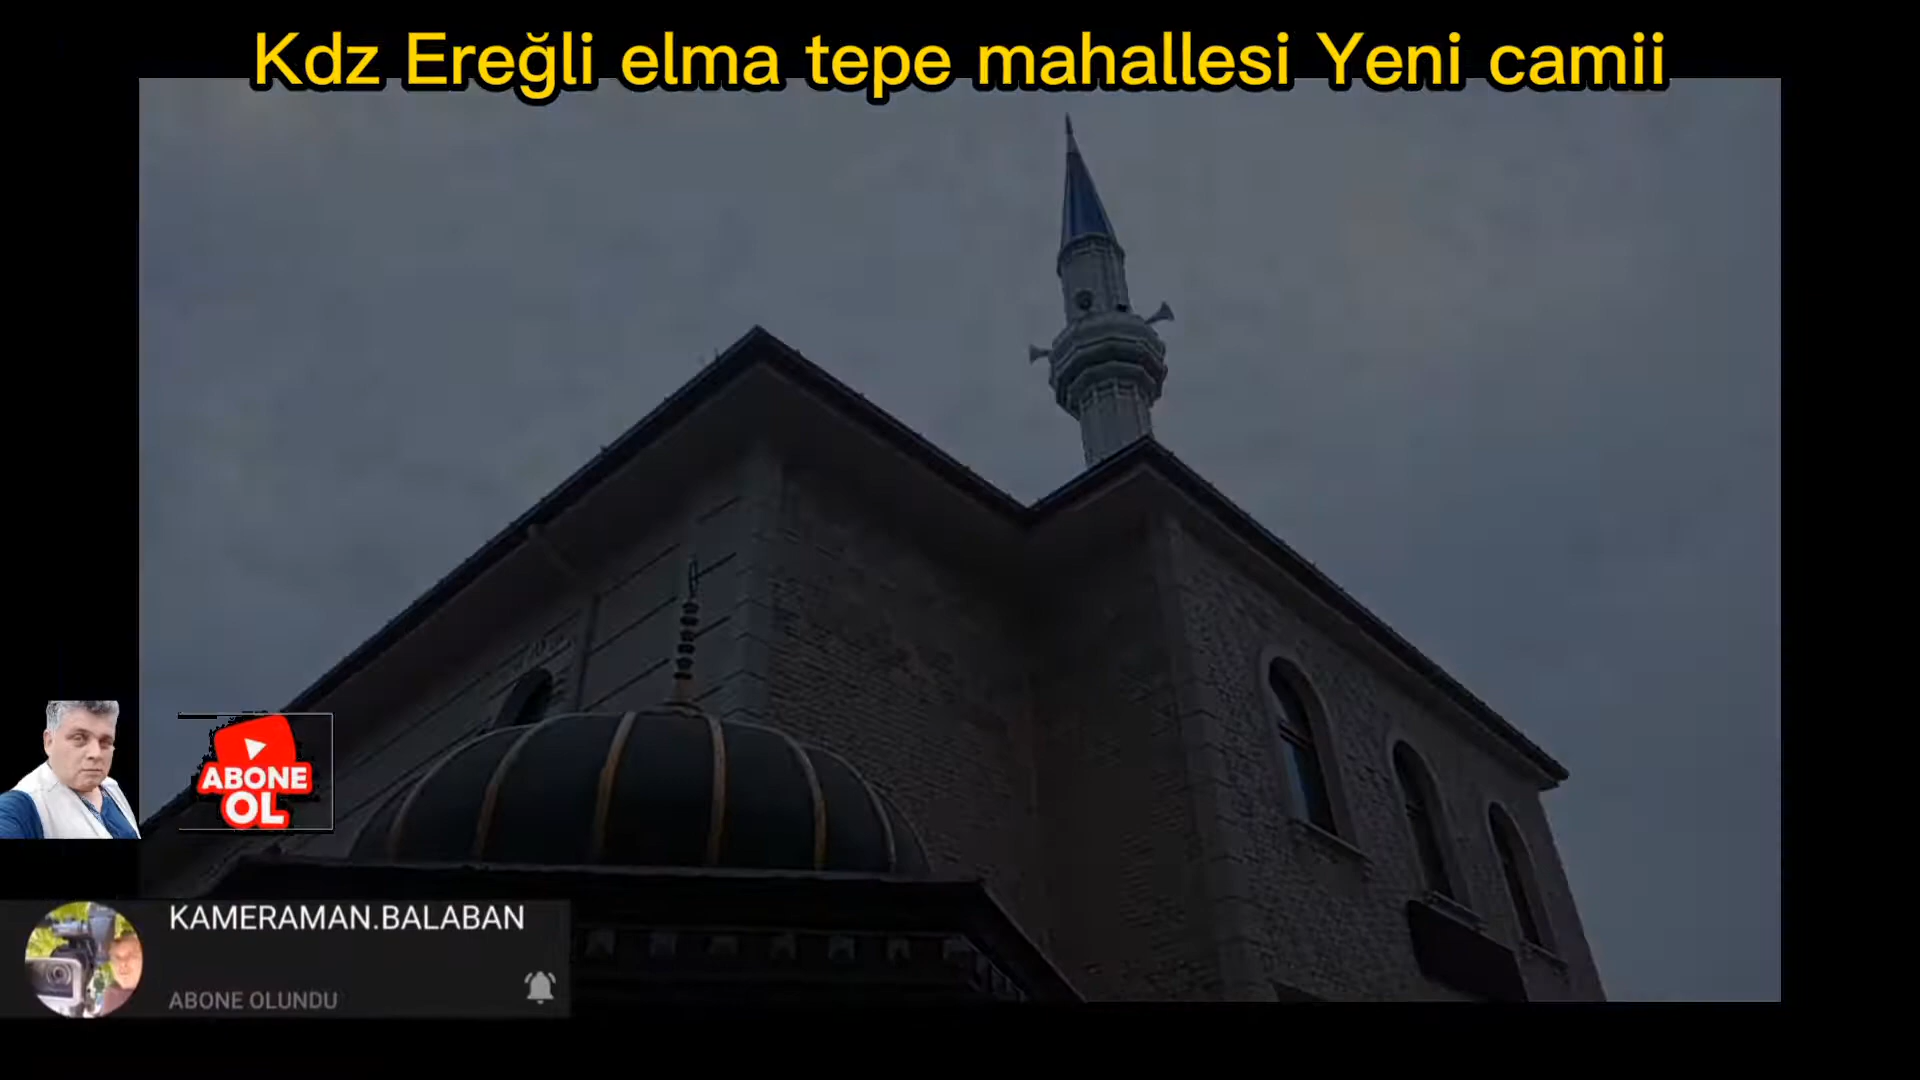 Kdz Ereğli elma tepe mahallesi Yeni camii
ABONE
OL
KAMERAMAN.BALABAN
ABONE OLUNDU